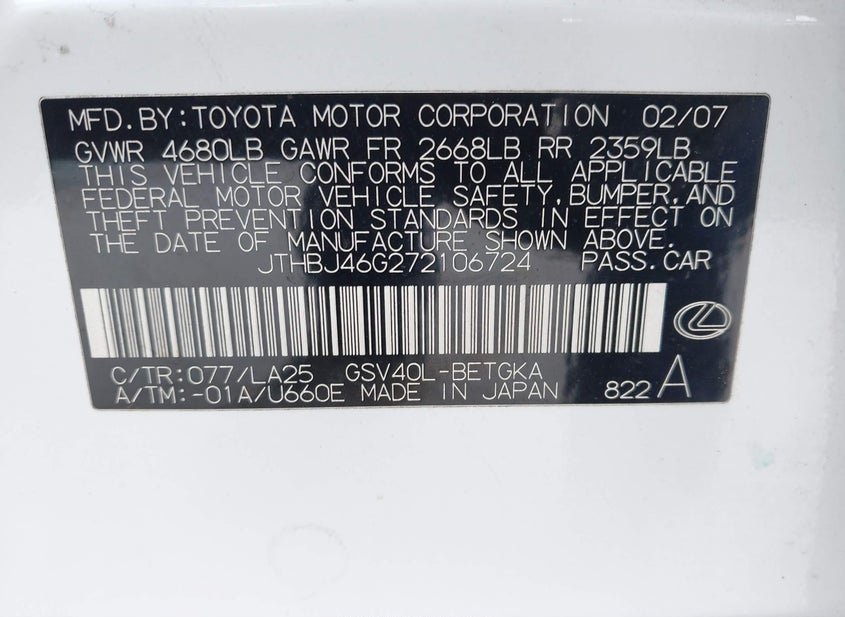 MFD.BY:TOYOTA MOTOR CORPORATION 02/07
GVWR 4680LB GAWR FR 2668LB RR 2359LB
THIS VEHICLE CONFORMS TO ALL APPLICABLE
FEDERAL MOTOR VEHICLE SAFETY,BUMPER,AND
THEFT PREVENTION STANDARDS IN EFFECT ON
THE DATE OF MANUFACTURE SHOWN ABOVE.
JTHBJ46G272106724 PASS.CAR
C/TR:077/LA25 GSV40L-BETGKA
A/TM:-01A/U660E MADE IN JAPAN 822 A